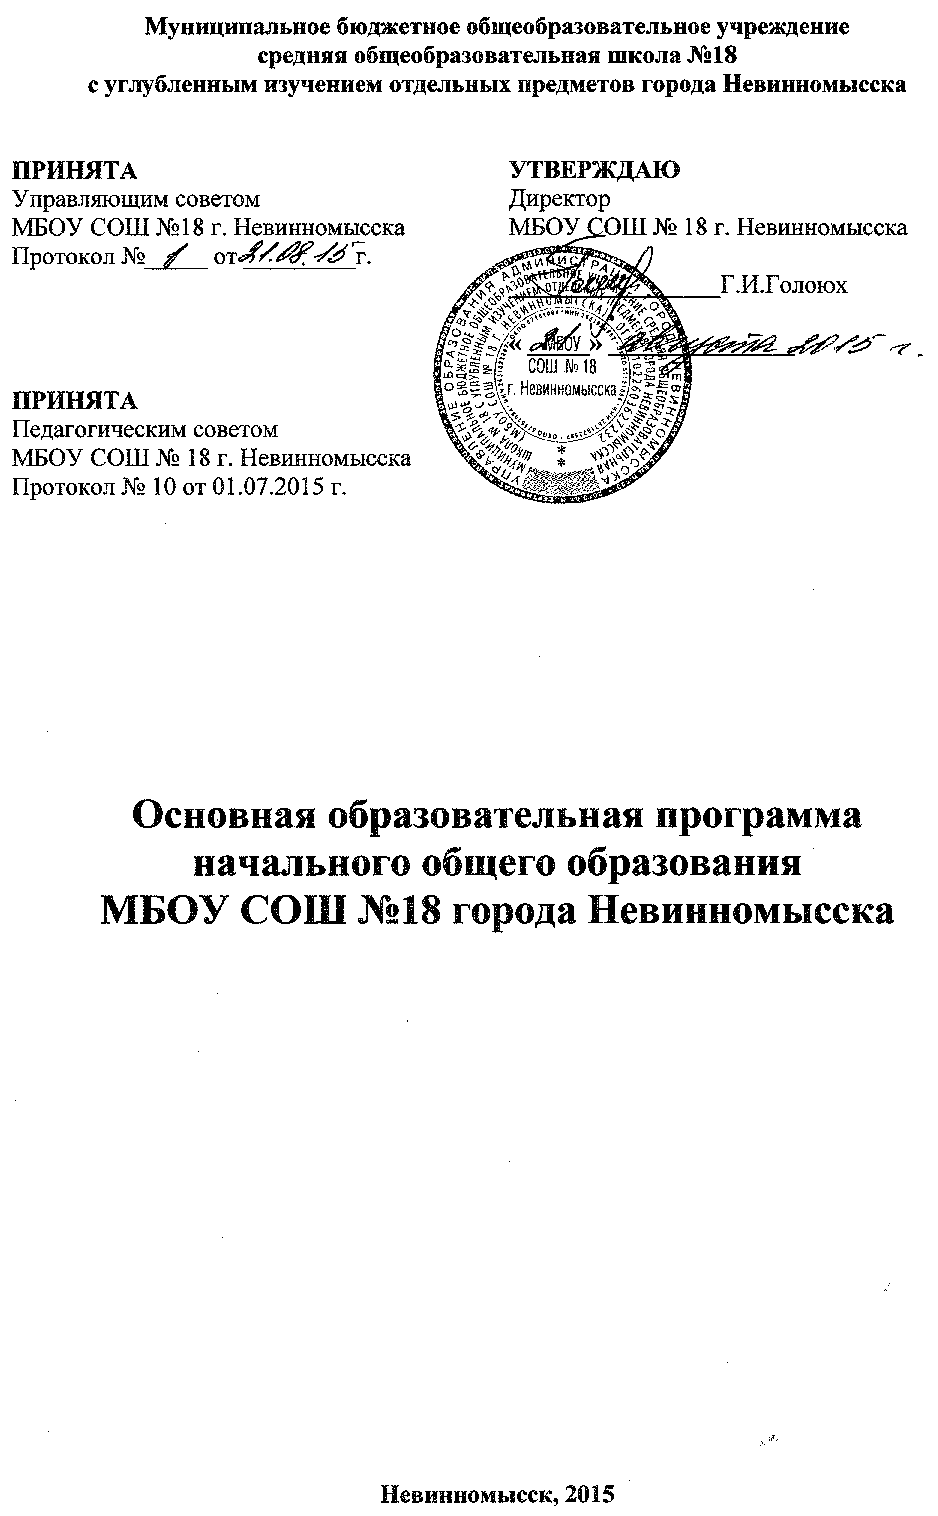 Муниципальное бюджетное общеобразовательное учреждение
средняя общеобразовательная школа №18
с углубленным изучением отдельных предметов города Невинномысска
ПРИНЯТА
Управляющим советом
МБОУ СОШ №18 г. Невинномысска
Протокол № 1 от 21.08.15 г.
УТВЕРЖДАЮ
Директор
МБОУ СОШ № 18 г. Невинномысска
Г.И.Голоюх
« 21 » августа 2015 г.
МБОУ
СОШ № 18
г. Невинномысска
ПРИНЯТА
Педагогическим советом
МБОУ СОШ № 18 г. Невинномысска
Протокол № 10 от 01.07.2015 г.
Основная образовательная программа
начального общего образования
МБОУ СОШ №18 города Невинномысска
Невинномысск, 2015